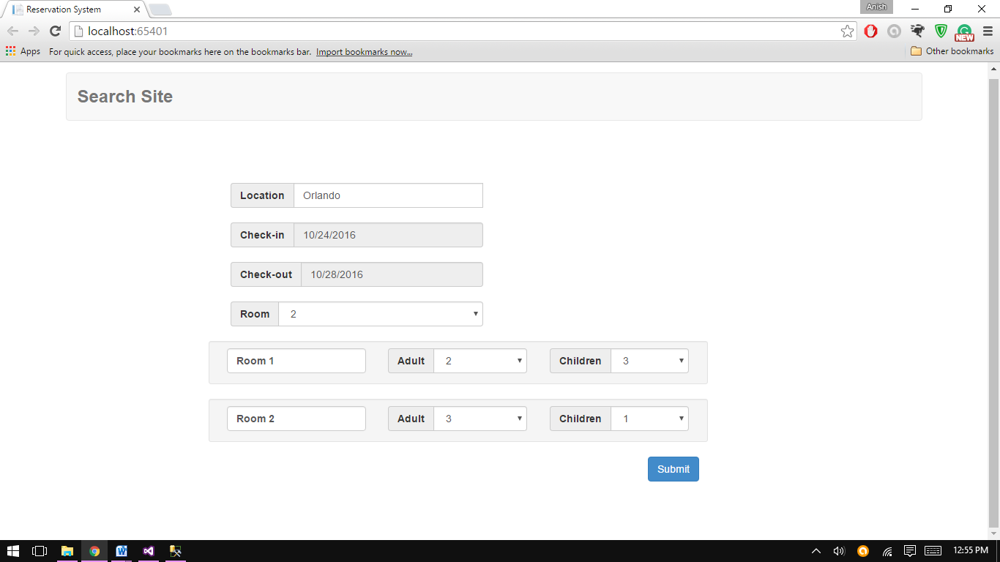 Reservation System
Anish
localhost:65401
NEW
Apps For quick access, place your bookmarks here on the bookmarks bar. Import bookmarks now... Other bookmarks
Search Site
Location Orlando
Check-in 10/24/2016
Check-out 10/28/2016
Room 2
Room 1 Adult 2 Children 3
Room 2 Adult 3 Children 1
Submit
12:55 PM